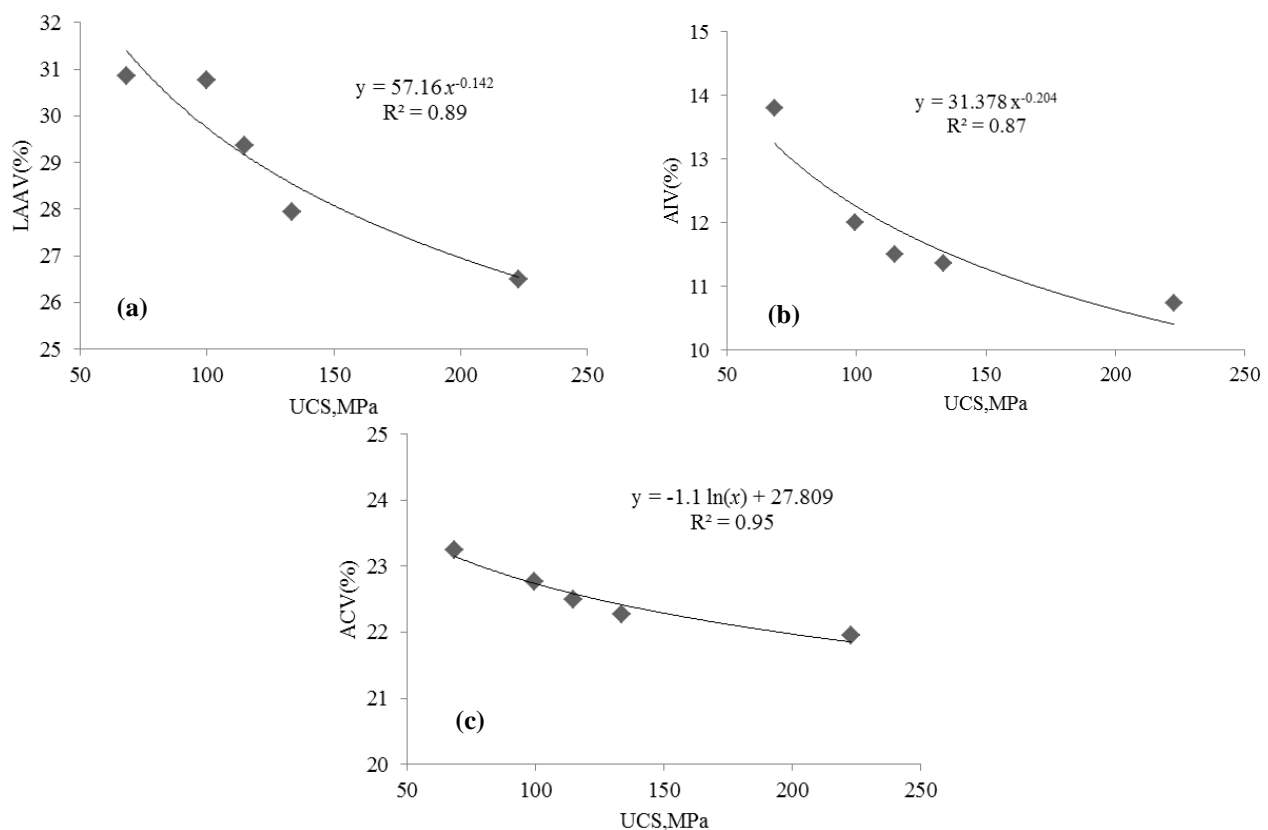 32
31
30
29
28
27
26
25
LAAV(%)
y = 57.16x^-0.142
R² = 0.89
(a)
50 100 150 200 250
UCS,MPa
15
14
13
12
11
10
AIV(%)
y = 31.378 x^-0.204
R² = 0.87
(b)
50 100 150 200 250
UCS,MPa
25
24
23
22
21
20
ACV(%)
y = -1.1 ln(x) + 27.809
R² = 0.95
(c)
50 100 150 200 250
UCS,MPa